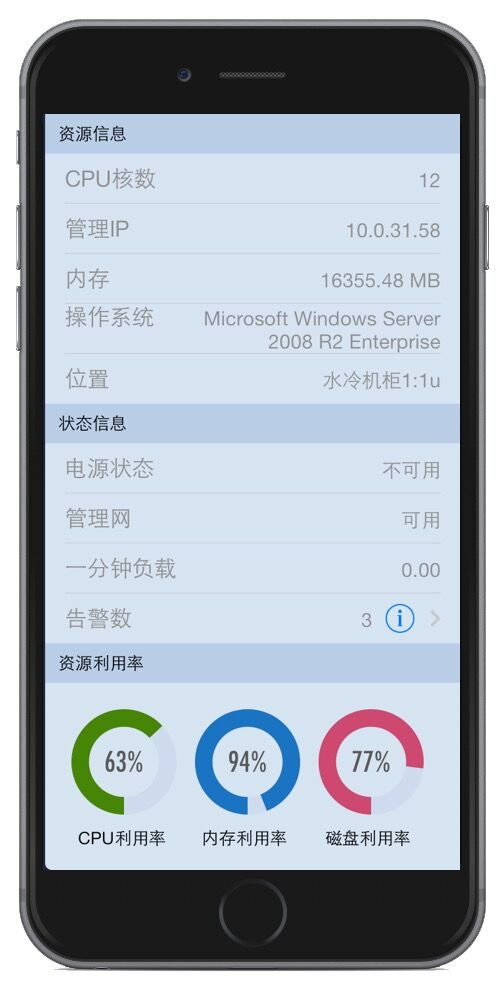 资源信息
CPU核数 12
管理IP 10.0.31.58
内存 16355.48 MB
操作系统 Microsoft Windows Server
2008 R2 Enterprise
位置 水冷机柜1:1u
状态信息
电源状态 不可用
管理网 可用
一分钟负载 0.00
告警数 3 i
资源利用率
63% 94% 77%
CPU利用率 内存利用率 磁盘利用率